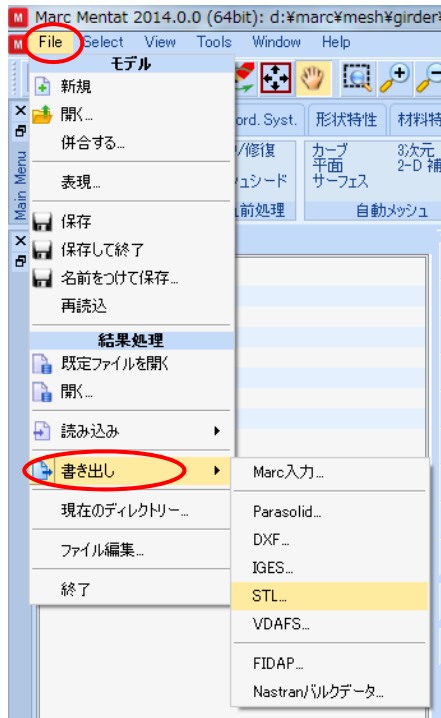 Marc Mentat 2014.0.0 (64bit): d:¥marc¥mesh¥girder¥
File Select View Tools Window Help
モデル
新規
開く...
併合する...
表現...
保存
保存して終了
名前をつけて保存...
再読込
結果処理
既定ファイルを開く
開く...
読み込み
書き出し
現在のディレクトリー...
ファイル編集...
終了
Marc入力...
Parasolid...
DXF...
IGES...
STL...
VDAFS...
FIDAP...
Nastranバルクデータ...
Main Menu
ord. Syst. 形状特性 材料特
/修復
ュシード
ュ前処理
カーブ 3次元
平面 2-D 補
サーフェス
自動メッシュ